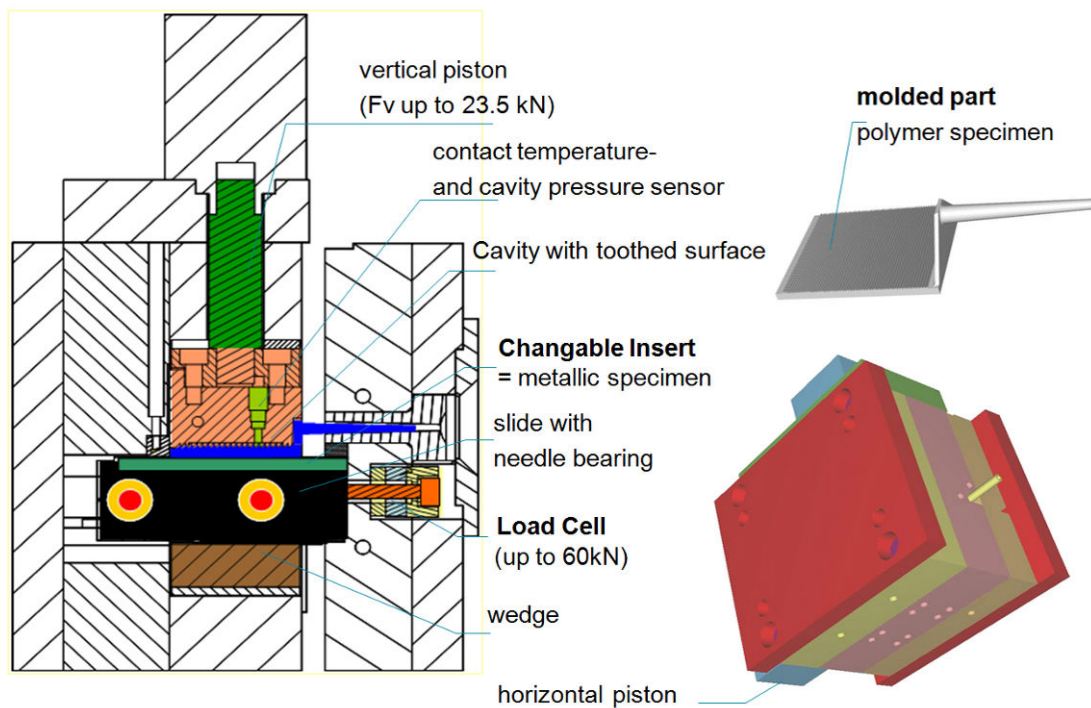 vertical piston
(Fv up to 23.5 kN)
contact temperature-
and cavity pressure sensor
Cavity with toothed surface
Changable Insert
= metallic specimen
slide with
needle bearing
Load Cell
(up to 60kN)
wedge
horizontal piston
molded part
polymer specimen